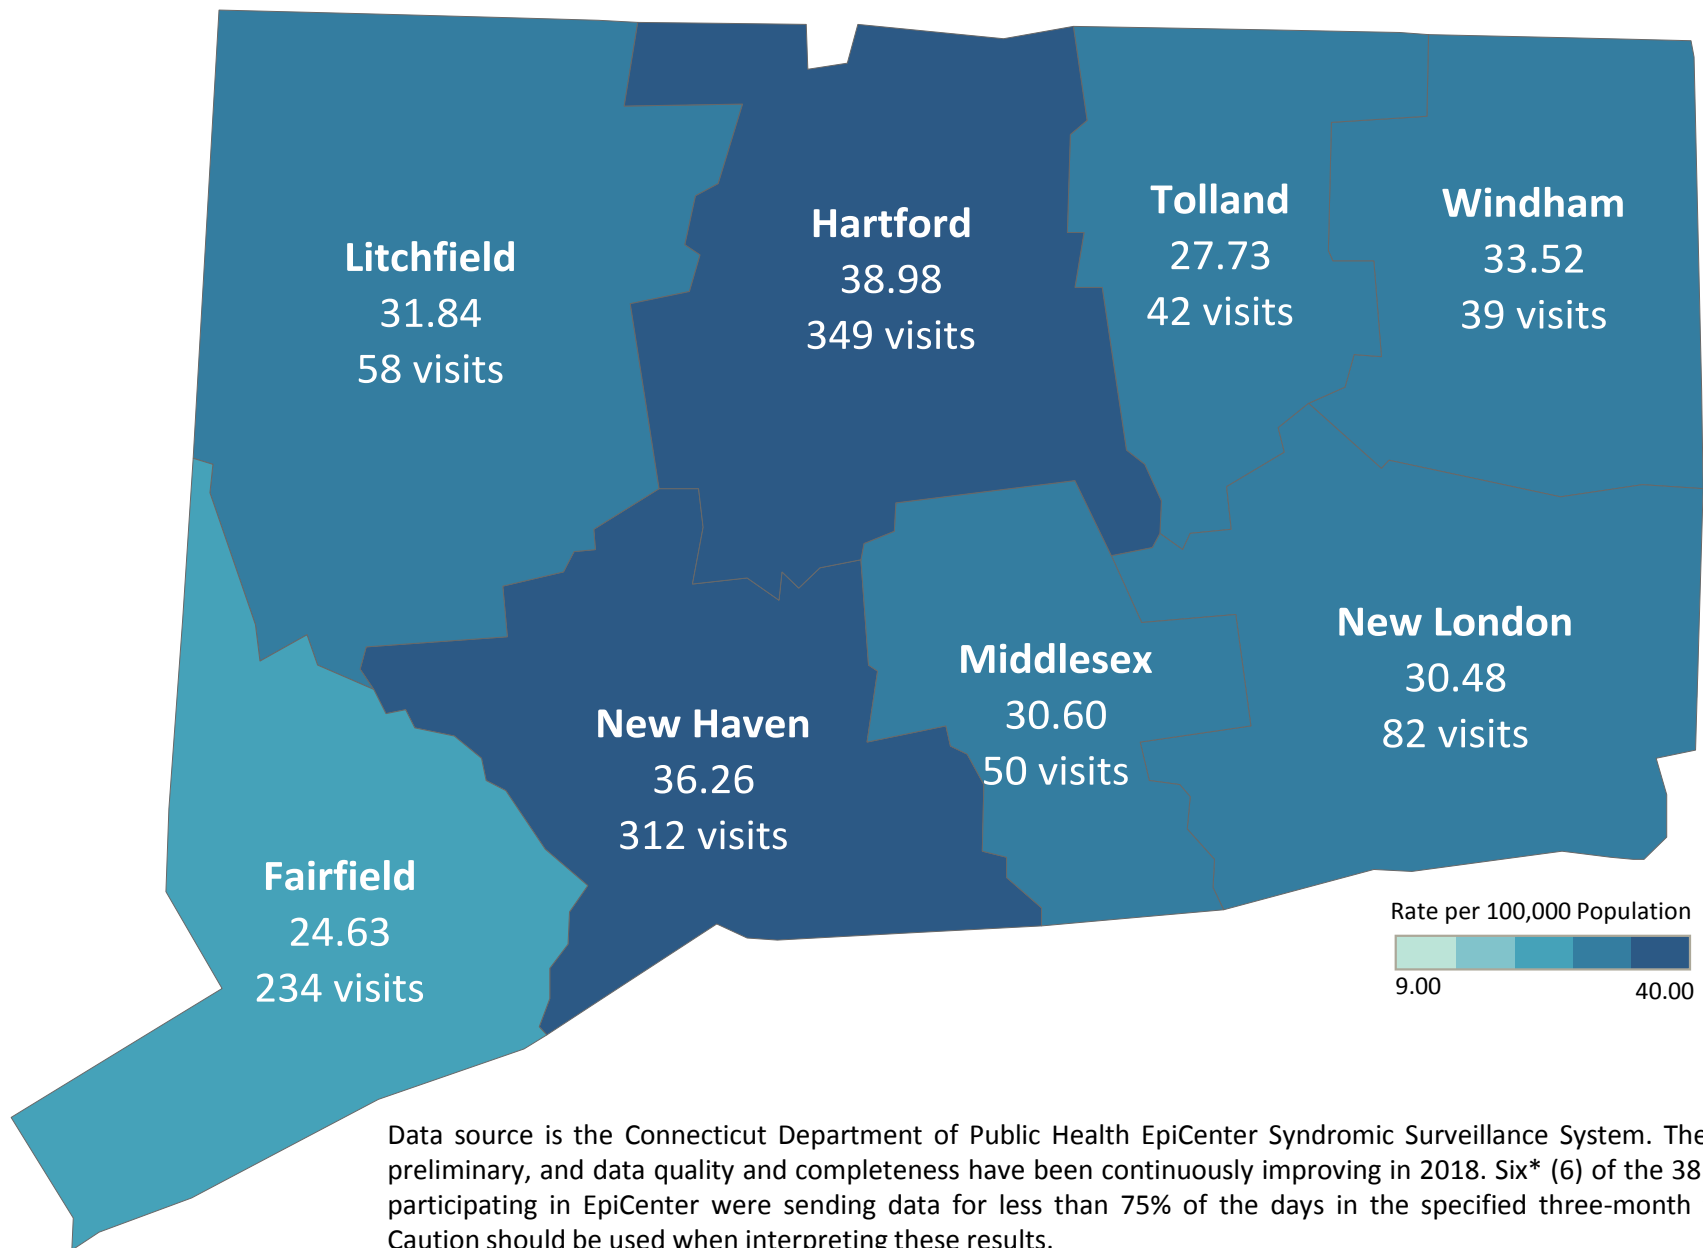 Litchfield
31.84
58 visits
Hartford
38.98
349 visits
Tolland
27.73
42 visits
Windham
33.52
39 visits
New Haven
36.26
312 visits
Middlesex
30.60
50 visits
New London
30.48
82 visits
Fairfield
24.63
234 visits
Rate per 100,000 Population
9.00
40.00
Data source is the Connecticut Department of Public Health EpiCenter Syndromic Surveillance System. The
preliminary, and data quality and completeness have been continuously improving in 2018. Six* (6) of the 38
participating in EpiCenter were sending data for less than 75% of the days in the specified three-month
Caution should be used when interpreting these results.